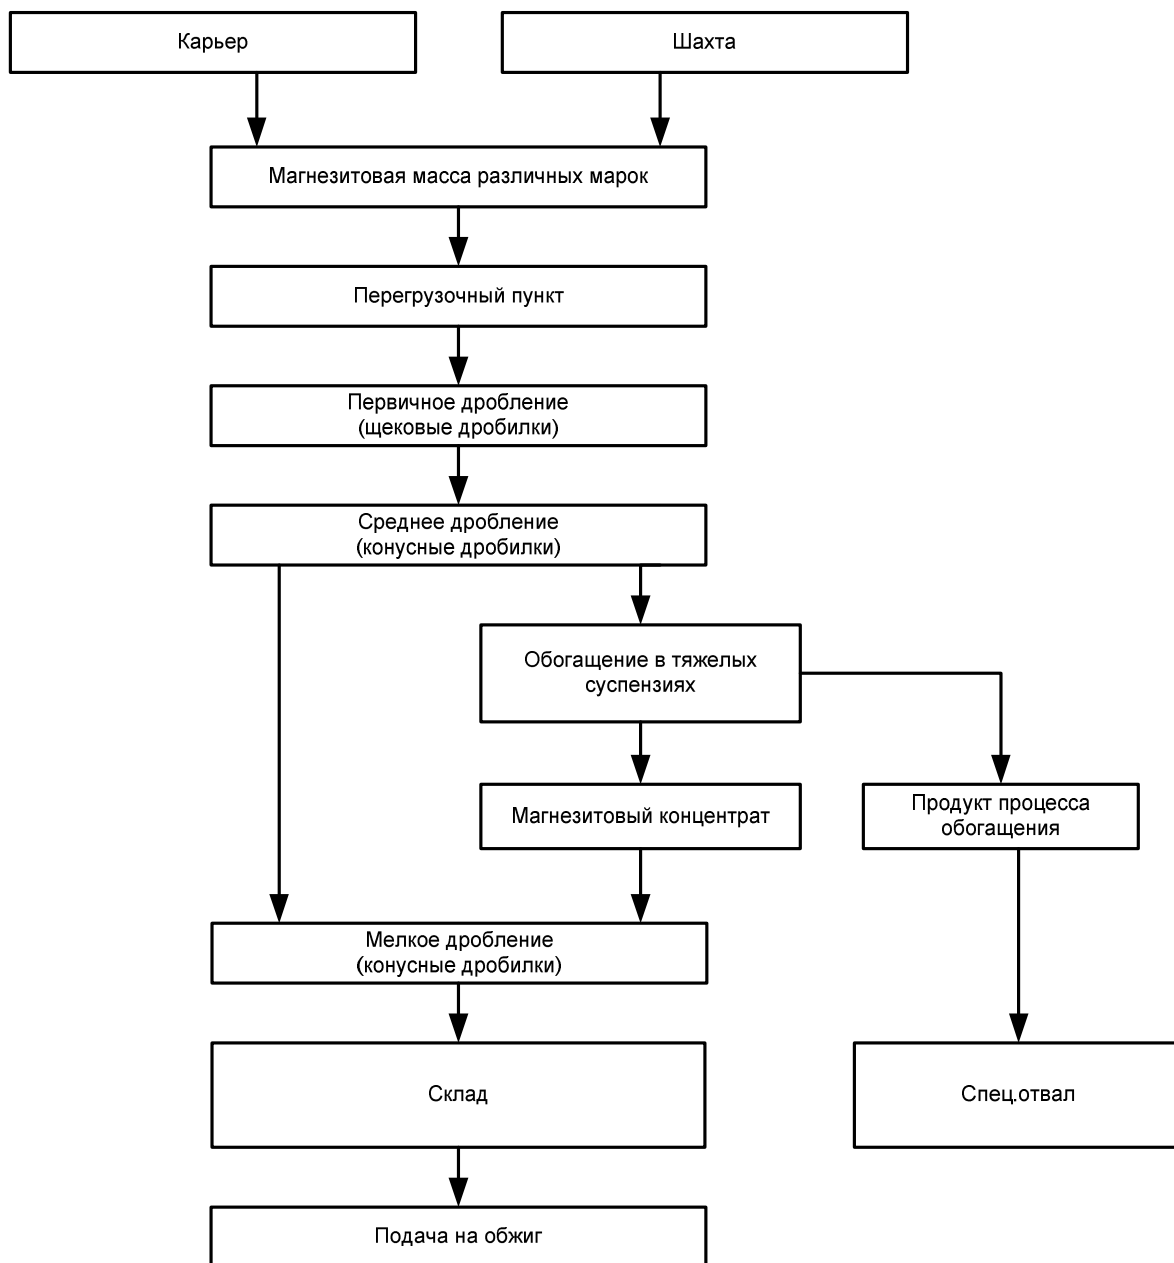 Карьер
Шахта
Магнезитовая масса различных марок
Перегрузочный пункт
Первичное дробление
(щековые дробилки)
Среднее дробление
(конусные дробилки)
Обогащение в тяжелых
суспензиях
Магнезитовый концентрат
Продукт процесса
обогащения
Мелкое дробление
(конусные дробилки)
Склад
Спец.отвал
Подача на обжиг